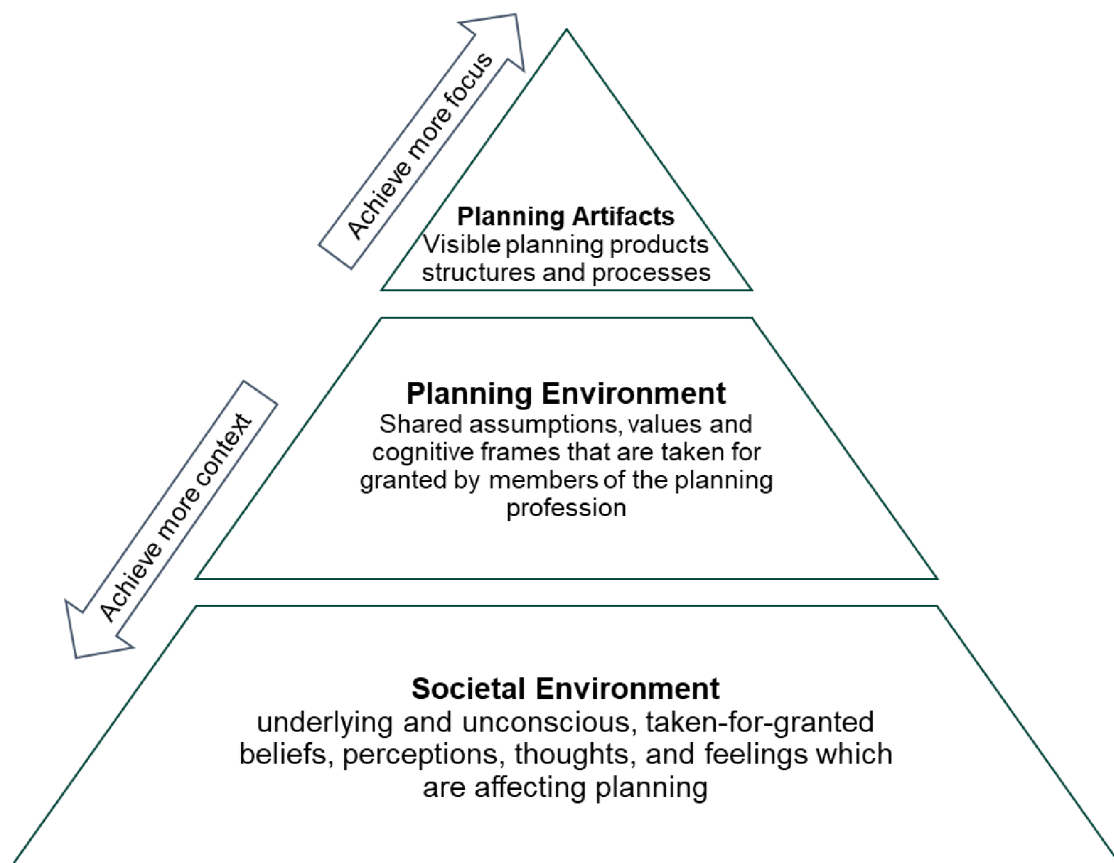 Achieve more focus
Planning Artifacts
Visible planning products
structures and processes
Achieve more context
Planning Environment
Shared assumptions, values and
cognitive frames that are taken for
granted by members of the planning
profession
Societal Environment
underlying and unconscious, taken-for-granted
beliefs, perceptions, thoughts, and feelings which
are affecting planning